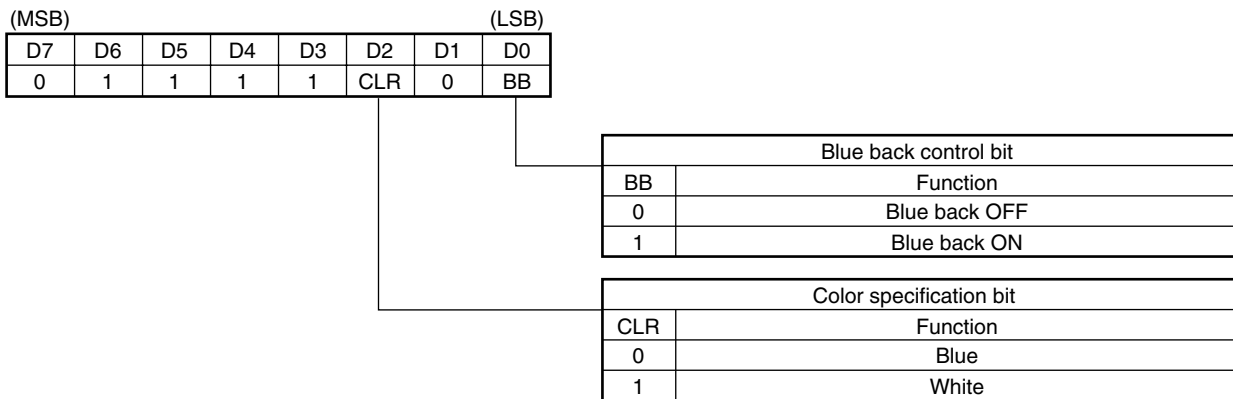 (MSB) (LSB)
D7 D6 D5 D4 D3 D2 D1 D0
0 1 1 1 1 CLR 0 BB
Blue back control bit
BB Function
0 Blue back OFF
1 Blue back ON
Color specification bit
CLR Function
0 Blue
1 White